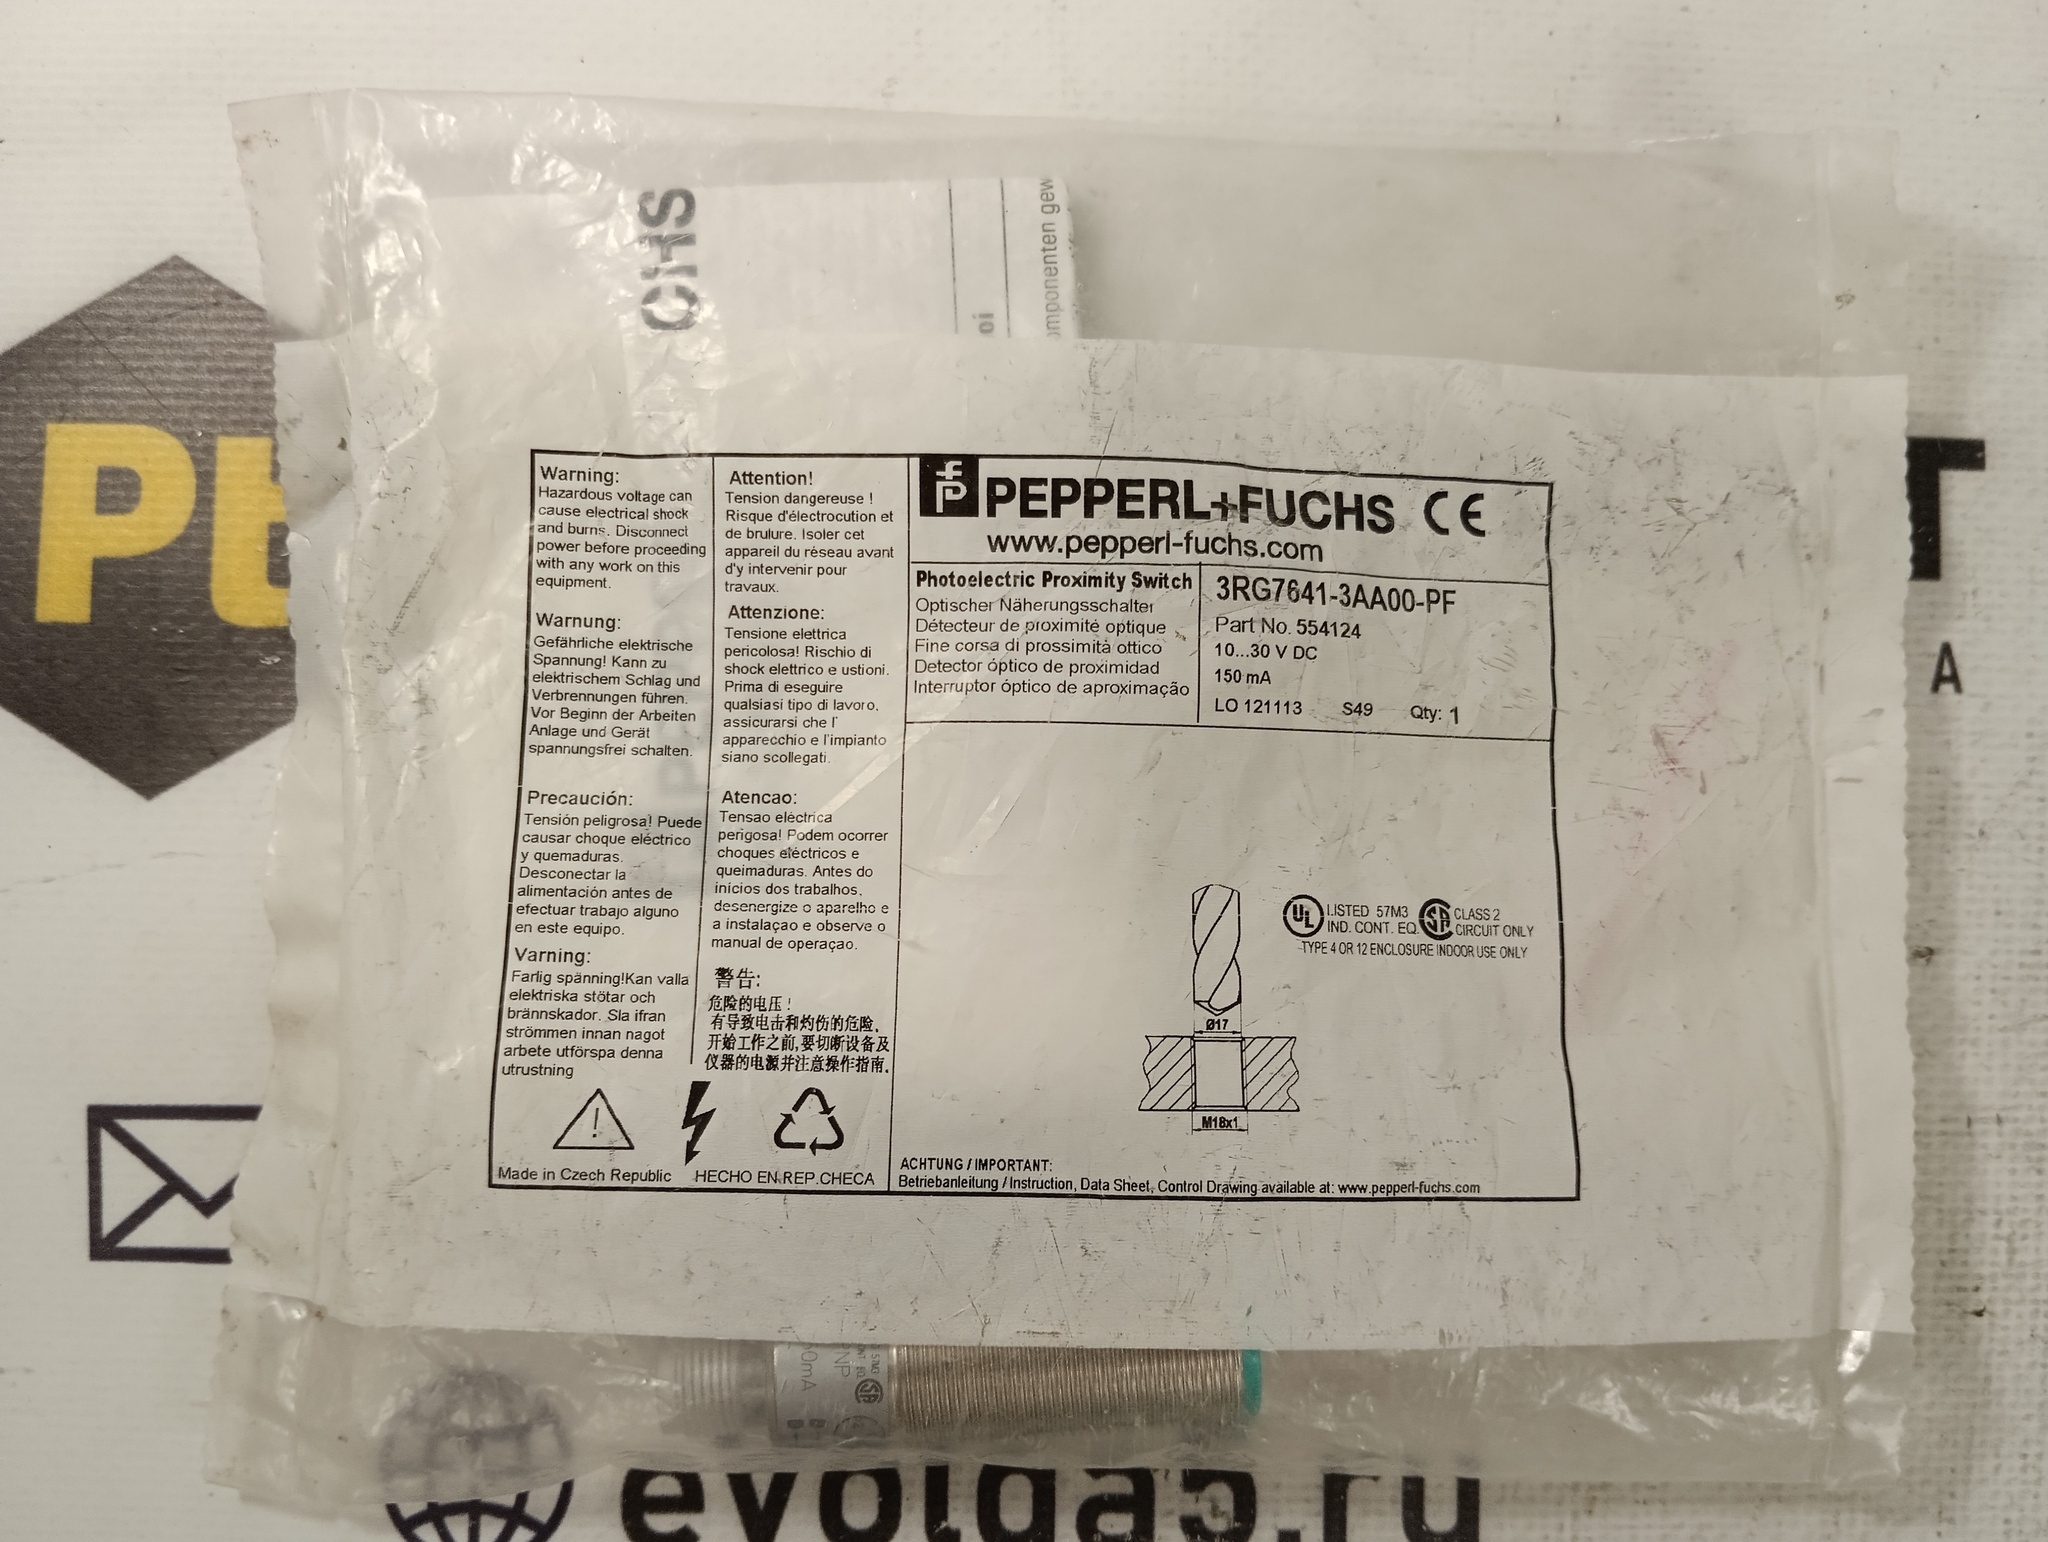 CHS
oi
omponenten gew
Warning:
Hazardous voltage can
cause electrical shock
and burns. Disconnect
power before proceeding
with any work on this
equipment.
Warnung:
Gefährliche elektrische
Spannung! Kann zu
elektrischem Schlag und
Verbrennungen führen.
Vor Beginn der Arbeiten
Anlage und Gerät
spannungsfrei schalten.
Precaución:
Tensión peligrosa! Puede
causar choque eléctrico
y quemaduras.
Desconectar la
alimentación antes de
efectuar trabajo alguno
en este equipo.
Varning:
Farlig spänning!Kan valla
elektriska stötar och
brännskador. Sla ifran
strömmen innan nagot
arbete utförspa denna
utrustning
Attention!
Tension dangereuse !
Risque d'électrocution et
de brulure. Isoler cet
appareil du réseau avant
d'y intervenir pour
travaux.
Attenzione:
Tensione elettrica
pericolosa! Rischio di
shock elettrico e ustioni.
Prima di eseguire
qualsiasi tipo di lavoro,
assicurarsi che l'
apparecchio e l'impianto
siano scollegati.
Atencao:
Tensao eléctrica
perigosa! Podem ocorrer
choques eléctricos e
queimaduras. Antes do
inicios dos trabalhos,
desenergize o aparelho e
a instalaçao e observe o
manual de operaçao.
警告:
危险的电压!
有导致电击和灼伤的危险.
开始工作之前,要切断设备及
仪器的电源并注意操作指南.
Made in Czech Republic HECHO EN REP.CHECA
PEPPERL+FUCHS CE
www.pepperl-fuchs.com
Photoelectric Proximity Switch
Optischer Näherungsschalter
Détecteur de proximité optique
Fine corsa di prossimità ottico
Detector óptico de proximidad
Interruptor óptico de aproximação
3RG7641-3AA00-PF
Part No. 554124
10...30 V DC
150 mA
LO 121113 S49 Qty: 1
UL LISTED 57M3 SA CLASS 2
IND. CONT. EQ. CIRCUIT ONLY
TYPE 4 OR 12 ENCLOSURE INDOOR USE ONLY
Ø17
M18x1
ACHTUNG / IMPORTANT:
Betriebanleitung / Instruction, Data Sheet, Control Drawing available at: www.pepperl-fuchs.com
T
A
evolga5.ru